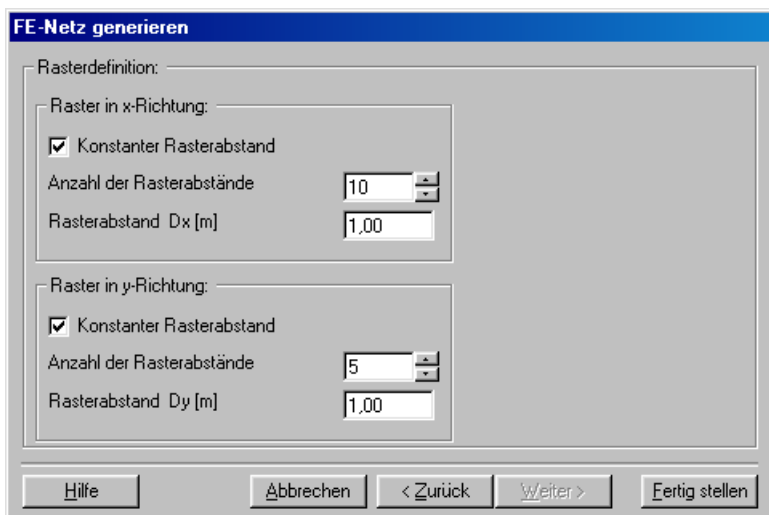 FE-Netz generieren
Rasterdefinition:
Raster in x-Richtung:
Konstanter Rasterabstand
Anzahl der Rasterabstände 10
Rasterabstand Dx [m] 1,00
Raster in y-Richtung:
Konstanter Rasterabstand
Anzahl der Rasterabstände 5
Rasterabstand Dy [m] 1,00
Hilfe Abbrechen < Zurück Weiter > Fertig stellen